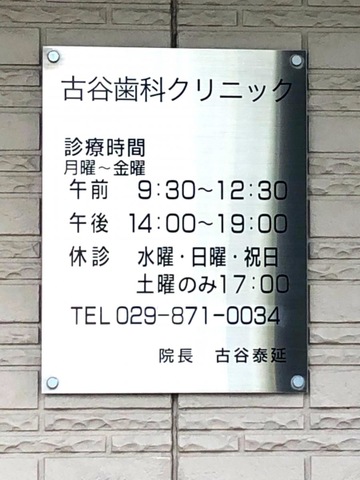 古谷歯科クリニック
診療時間
月曜～金曜
午前 9:30～12:30
午後 14:00～19:00
休診 水曜・日曜・祝日
土曜のみ17:00
TEL 029-871-0034
院長 古谷泰延